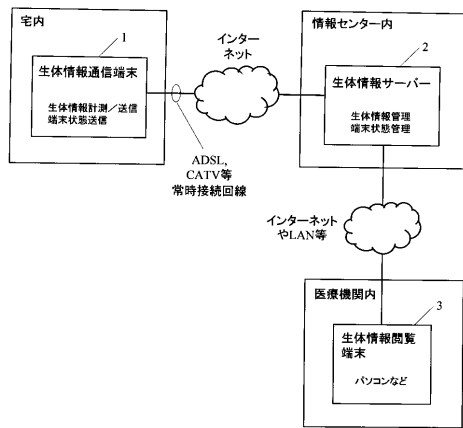 宅内
1
生体情報通信端末
生体情報計測／送信
端末状態送信
インター
ネット
ADSL,
CATV等
常時接続回線
情報センター内
2
生体情報サーバー
生体情報管理
端末状態管理
インターネット
やLAN等
医療機関内
3
生体情報閲覧
端末
パソコンなど